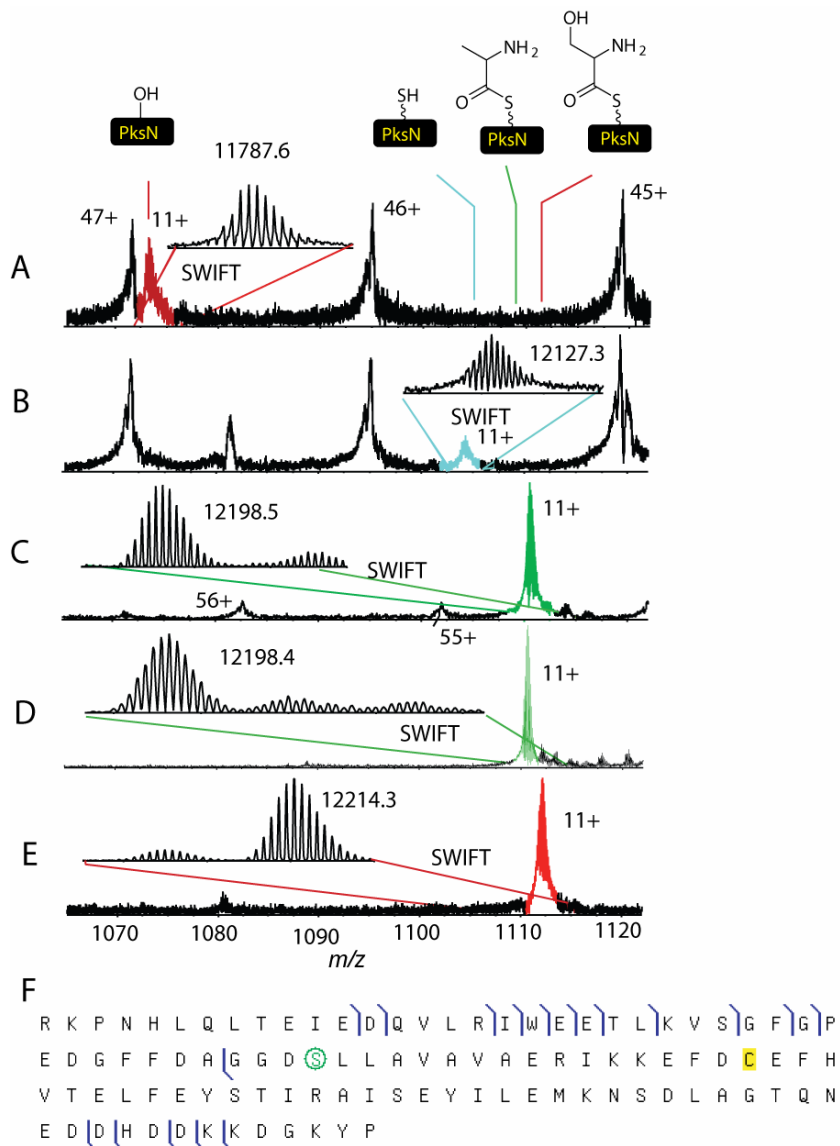 OH
NH2
NH2
OH
SH
O
S
O
S
PksN
PksN
PksN
PksN
11787.6
47+
11+
46+
45+
A
SWIFT
12127.3
B
SWIFT
11+
12198.5
11+
C
SWIFT
56+
55+
12198.4
11+
D
SWIFT
12214.3
11+
E
SWIFT
1070 1080 1090 1100 1110 1120
m/z
F
R K P N H L Q L T E I E D Q V L R I W E E T L K V S G F G P
E D G F F D A G G D S L L A V A V A E R I K K E F D C E F H
V T E L F E Y S T I R A I S E Y I L E M K N S D L A G T Q N
E D D H D D K K D G K Y P